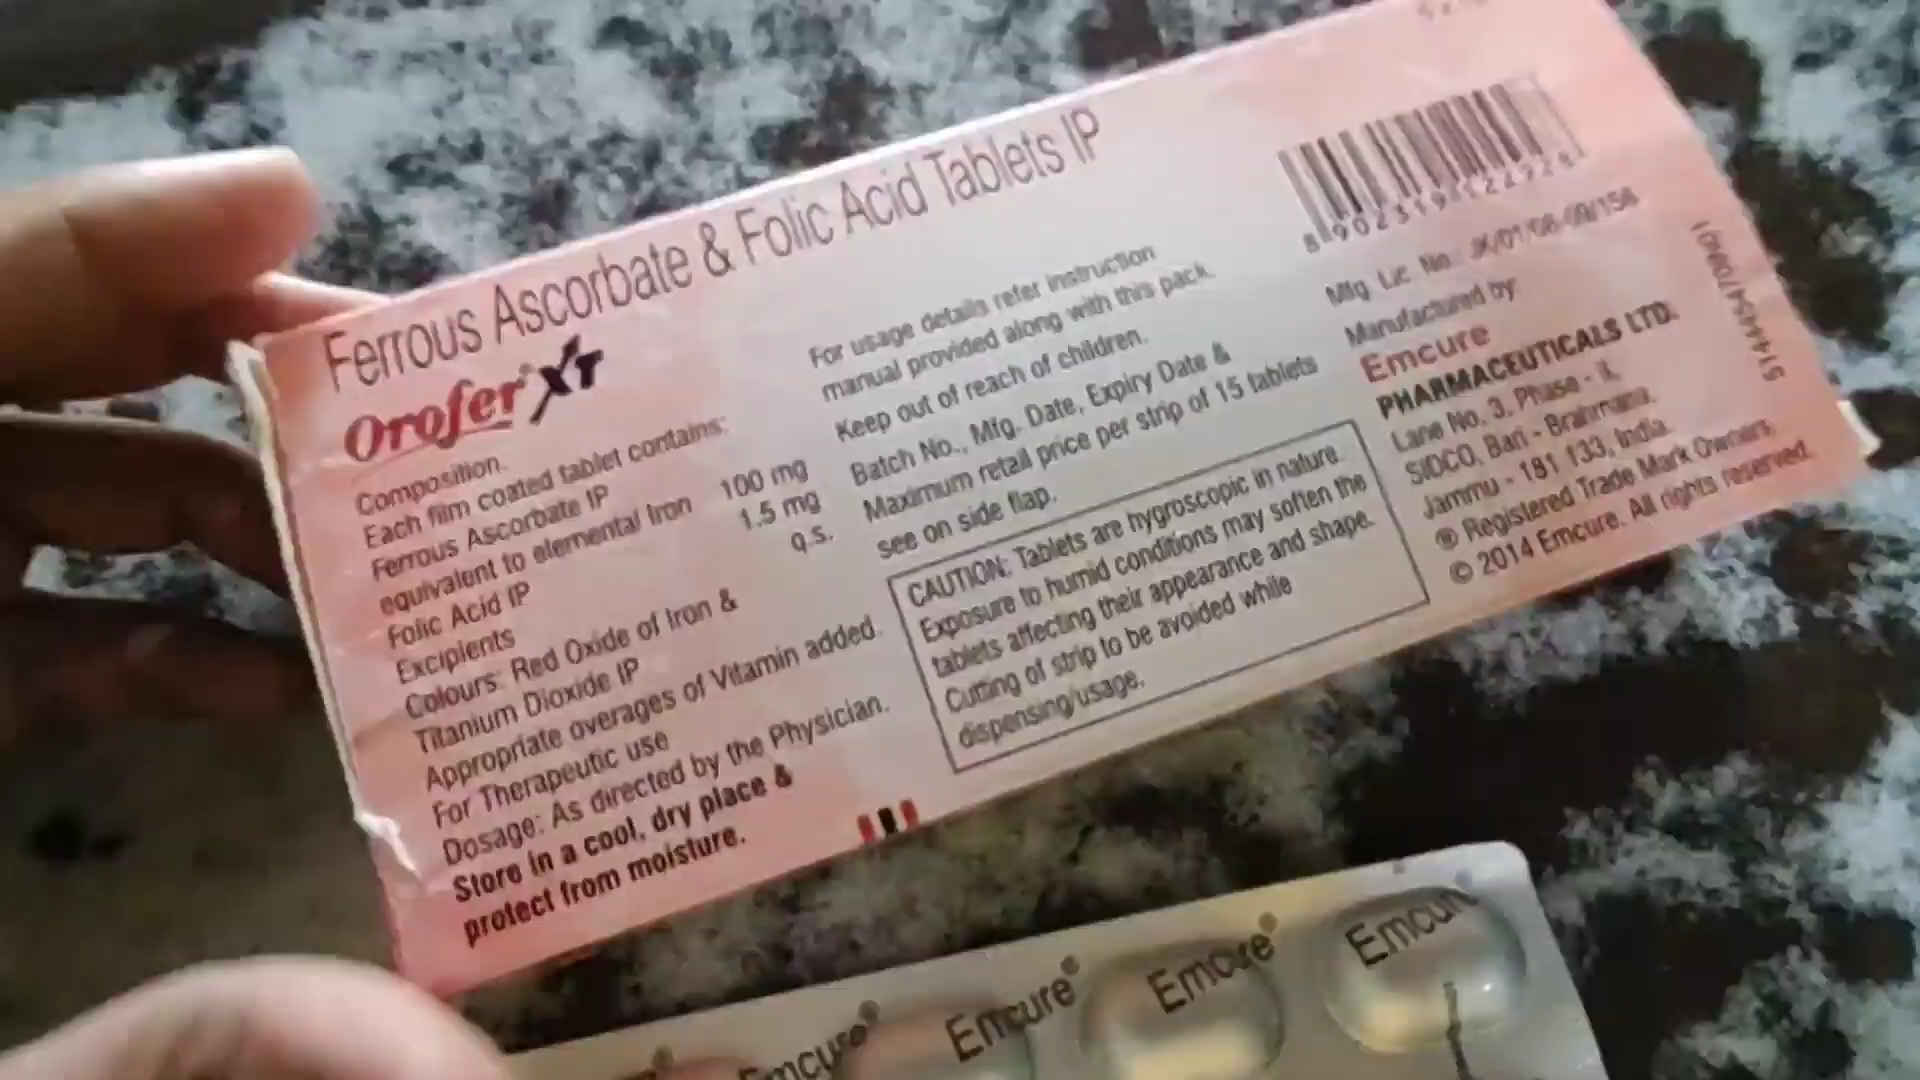 Ferrous Ascorbate & Folic Acid Tablets IP
Orofer® XT
Composition.
Each film coated tablet contains:
Ferrous Ascorbate IP
equivalent to elemental Iron 100 mg
Folic Acid IP 1.5 mg
Excipients q.s.
Colours: Red Oxide of Iron &
Titanium Dioxide IP
Appropriate overages of Vitamin added.
For Therapeutic use
Dosage: As directed by the Physician.
Store in a cool, dry place &
protect from moisture.
For usage details refer instruction
manual provided along with this pack.
Keep out of reach of children.
Batch No., Mfg. Date, Expiry Date &
Maximum retail price per strip of 15 tablets
see on side flap.
CAUTION: Tablets are hygroscopic in nature.
Exposure to humid conditions may soften the
tablets affecting their appearance and shape.
Cutting of strip to be avoided while
dispensing/usage.
Mfg. Lic. No.:
Manufactured by:
Emcure
PHARMACEUTICALS LTD.
Lane No. 3, Phase - II,
SIDCO, Bari - Brahmana,
Jammu - 181 133, India.
® Registered Trade Mark Owners
© 2014 Emcure. All rights reserved.
Emcure®
Emcure®
Emcure®